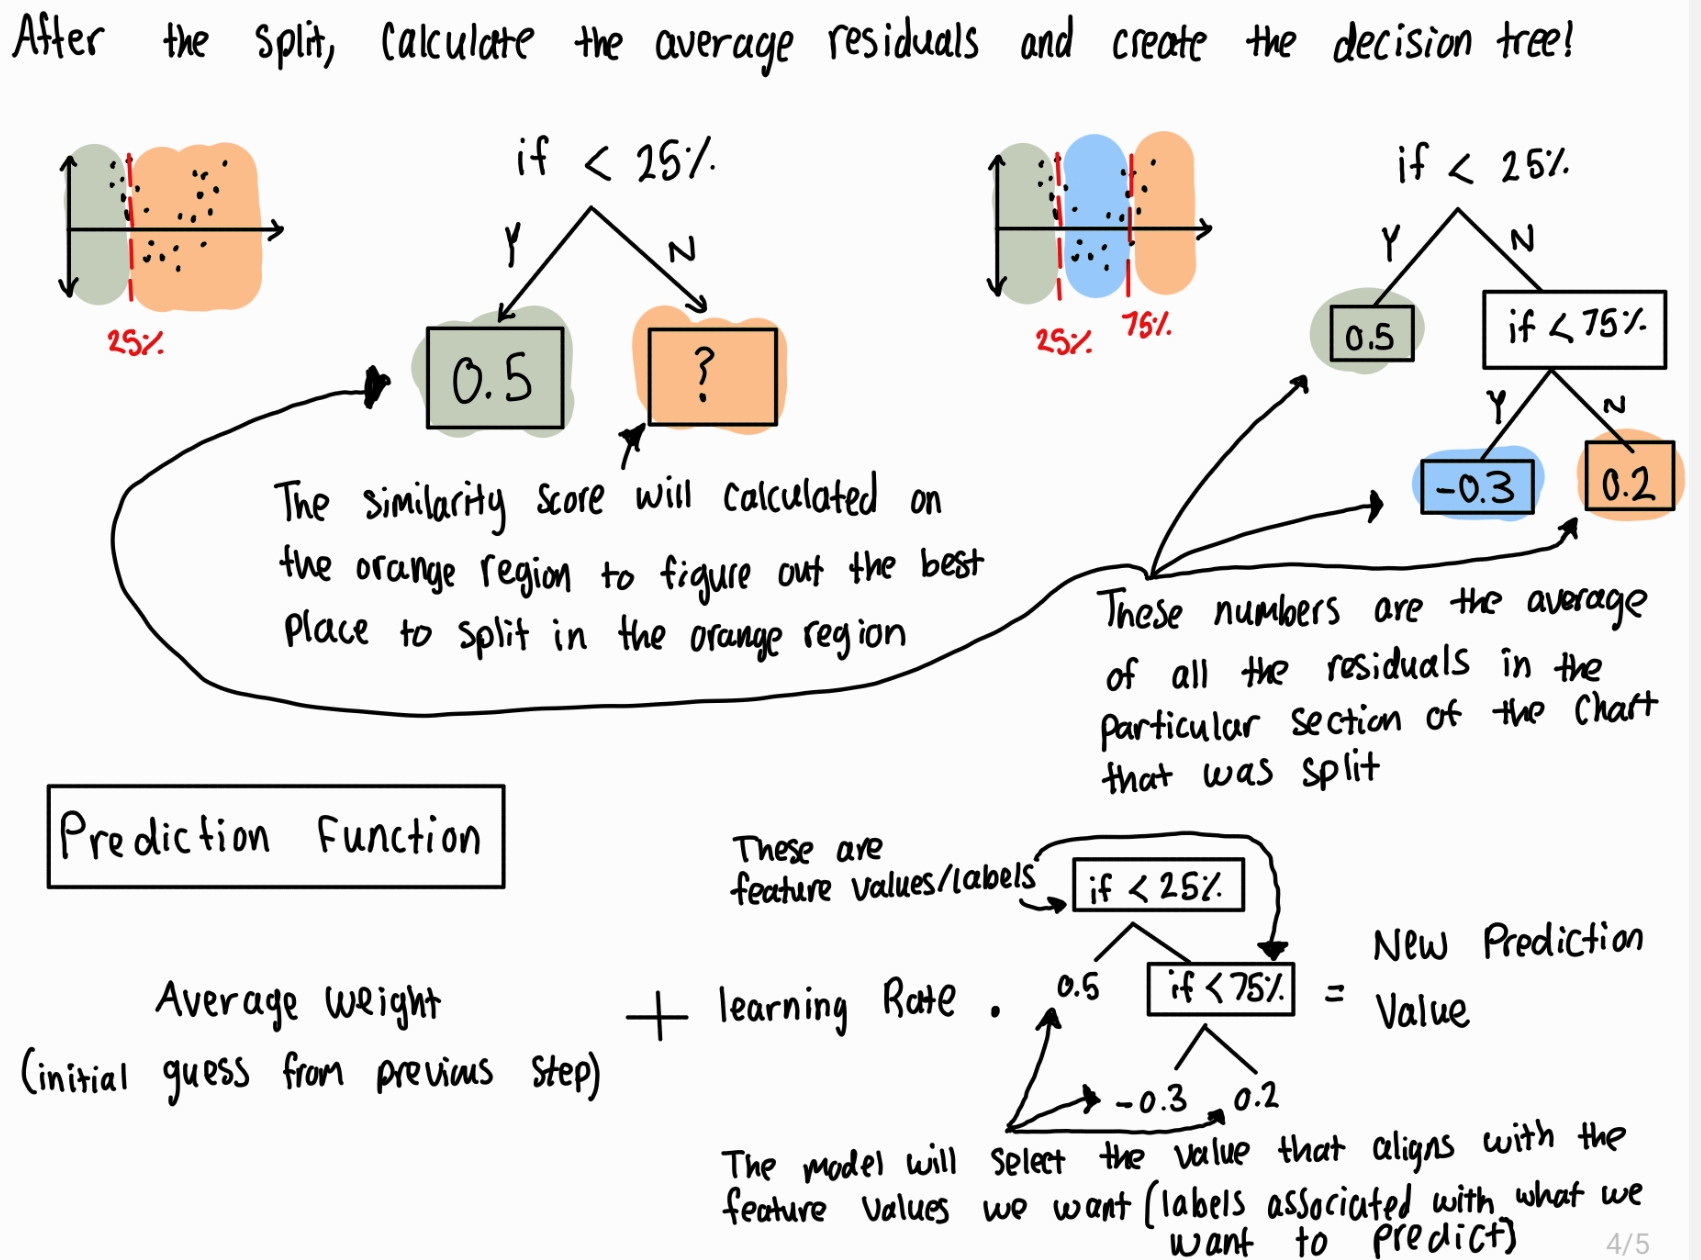 After the split, Calculate the average residuals and create the decision tree!
if < 25%
Y
N
25%
0.5
?
The similarity score will calculated on
the orange region to figure out the best
place to split in the orange region
if < 25%
Y
N
25%
75%
0.5
if < 75%
Y
N
-0.3
0.2
These numbers are the average
of all the residuals in the
particular section of the Chart
that was split
Prediction Function
Average Weight
(initial guess from previous step)
+
learning Rate .
These are
feature values/labels
if < 25%
0.5
if < 75%
-0.3
0.2
=
New Prediction
Value
The model will select the value that aligns with the
feature values we want (labels associated with what we
want to predict)
4/5